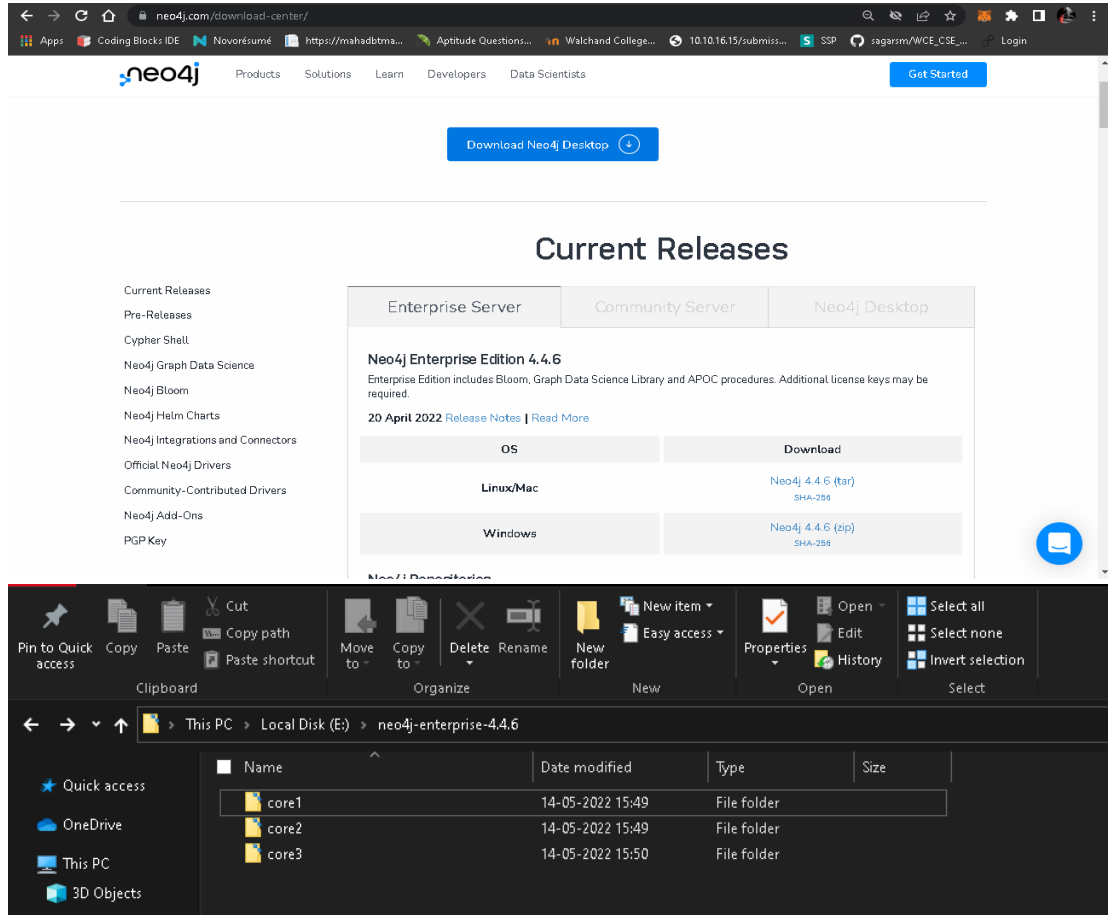 neo4j.com/download-center/
Apps Coding Blocks IDE Novorésumé https://mahadbtma... Aptitude Questions... Walchand College... 10.10.16.15/submiss... S SSP sagarsm/WCE_CSE_... Login
neo4j Products Solutions Learn Developers Data Scientists Get Started
Download Neo4j Desktop
Current Releases
Current Releases
Pre-Releases
Cypher Shell
Neo4j Graph Data Science
Neo4j Bloom
Neo4j Helm Charts
Neo4j Integrations and Connectors
Official Neo4j Drivers
Community-Contributed Drivers
Neo4j Add-Ons
PGP Key
Enterprise Server Community Server Neo4j Desktop
Neo4j Enterprise Edition 4.4.6
Enterprise Edition includes Bloom, Graph Data Science Library and APOC procedures. Additional license keys may be
required.
20 April 2022 Release Notes | Read More
OS Download
Linux/Mac Neo4j 4.4.6 (tar)
SHA-256
Windows Neo4j 4.4.6 (zip)
SHA-256
Neo4j Repositories
Pin to Quick access Copy Paste Cut
Copy path
Paste shortcut
Move to Copy to Delete Rename New folder New item
Easy access
Properties Open
Edit
History
Select all
Select none
Invert selection
Clipboard Organize New Open Select
This PC > Local Disk (E:) > neo4j-enterprise-4.4.6
Quick access
OneDrive
This PC
3D Objects
Name Date modified Type Size
core1 14-05-2022 15:49 File folder
core2 14-05-2022 15:49 File folder
core3 14-05-2022 15:50 File folder